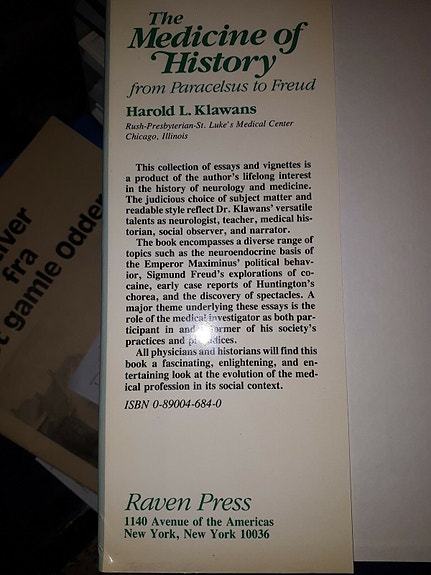 The
Medicine of
History
from Paracelsus to Freud
Harold L. Klawans
Rush-Presbyterian-St. Luke's Medical Center
Chicago, Illinois
This collection of essays and vignettes is
a product of the author's lifelong interest
in the history of neurology and medicine.
The judicious choice of subject matter and
readable style reflect Dr. Klawans' versatile
talents as neurologist, teacher, medical his-
torian, social observer, and narrator.
The book encompasses a diverse range of
topics such as the neuroendocrine basis of
the Emperor Maximinus' political behav-
ior, Sigmund Freud's explorations of co-
caine, early case reports of Huntington's
chorea, and the discovery of spectacles. A
major theme underlying these essays is the
role of the medical investigator as both par-
ticipant in and former of his society's
practices and prejudices.
All physicians and historians will find this
book a fascinating, enlightening, and en-
tertaining look at the evolution of the med-
ical profession in its social context.
ISBN 0-89004-684-0
Raven Press
1140 Avenue of the Americas
New York, New York 10036
fra
gamle Odder